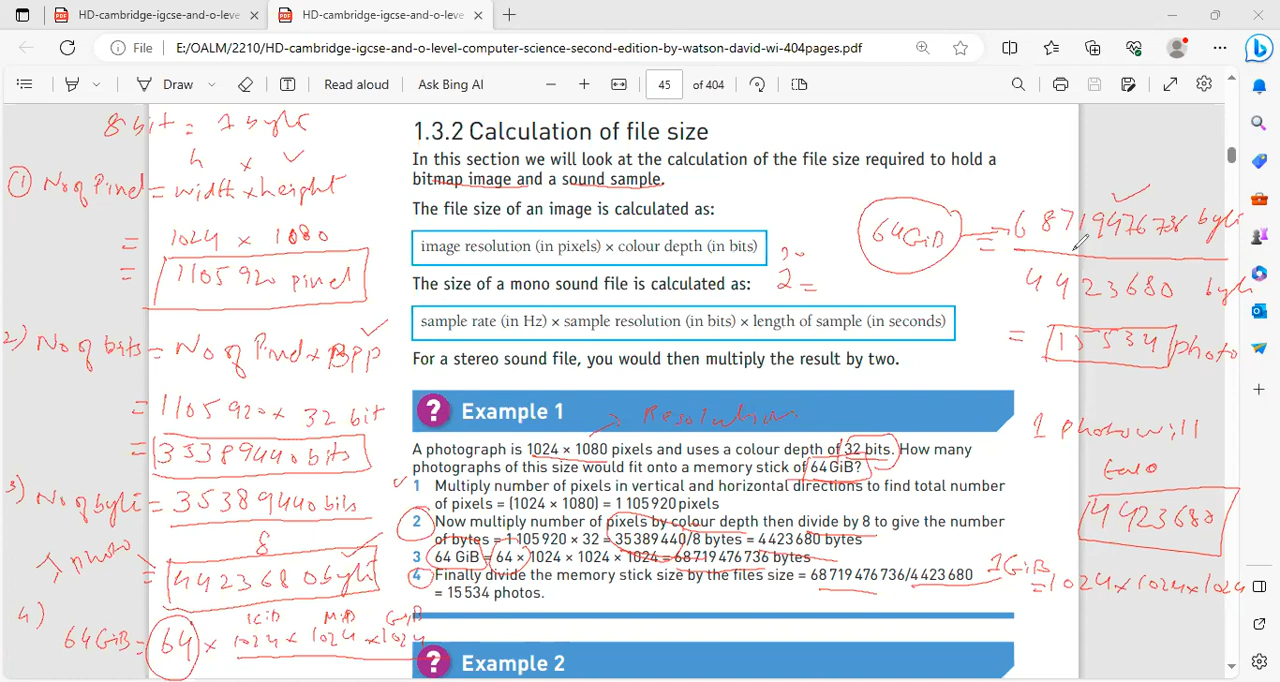 HD-cambridge-igcse-and-o-leve
HD-cambridge-igcse-and-o-leve
File
E:/OALM/2210/HD-cambridge-igcse-and-o-level-computer-science-second-edition-by-watson-david-wi-404pages.pdf
Draw
Read aloud
Ask Bing AI
45
of 404
1.3.2 Calculation of file size
In this section we will look at the calculation of the file size required to hold a
bitmap image and a sound sample.
The file size of an image is calculated as:
image resolution (in pixels) × colour depth (in bits)
The size of a mono sound file is calculated as:
sample rate (in Hz) × sample resolution (in bits) × length of sample (in seconds)
For a stereo sound file, you would then multiply the result by two.
Example 1
Resolution
A photograph is 1024 × 1080 pixels and uses a colour depth of 32 bits. How many
photographs of this size would fit onto a memory stick of 64 GiB?
1 Multiply number of pixels in vertical and horizontal directions to find total number
of pixels = (1024 × 1080) = 1 105 920 pixels
2 Now multiply number of pixels by colour depth then divide by 8 to give the number
of bytes = 1 105 920 × 32 = 35 389 440/8 bytes = 4 423 680 bytes
3 64 GiB = 64 × 1024 × 1024 × 1024 = 68 719 476 736 bytes
4 Finally divide the memory stick size by the files size = 68 719 476 736/4 423 680
= 15 534 photos.
Example 2
8 bit = 1 byte
h x
① No of Pixel = width x height
= 1024 x 1080
= 1105920 pixel
2) No of bits = No of Pixel x BPP
= 1105920 x 32 bit
= 35389440 bits
3) No of byte = 35389440 bits
8
1 photo
= 4423680 byte
4)
KiB MiB GiB
64GiB = 64 x 1024 x 1024 x 1024
64GiB = 68719476736 byte
4423680 byte
= 15534 photo
1 photo will
4423680
1GiB
= 1024 x 1024 x 1024